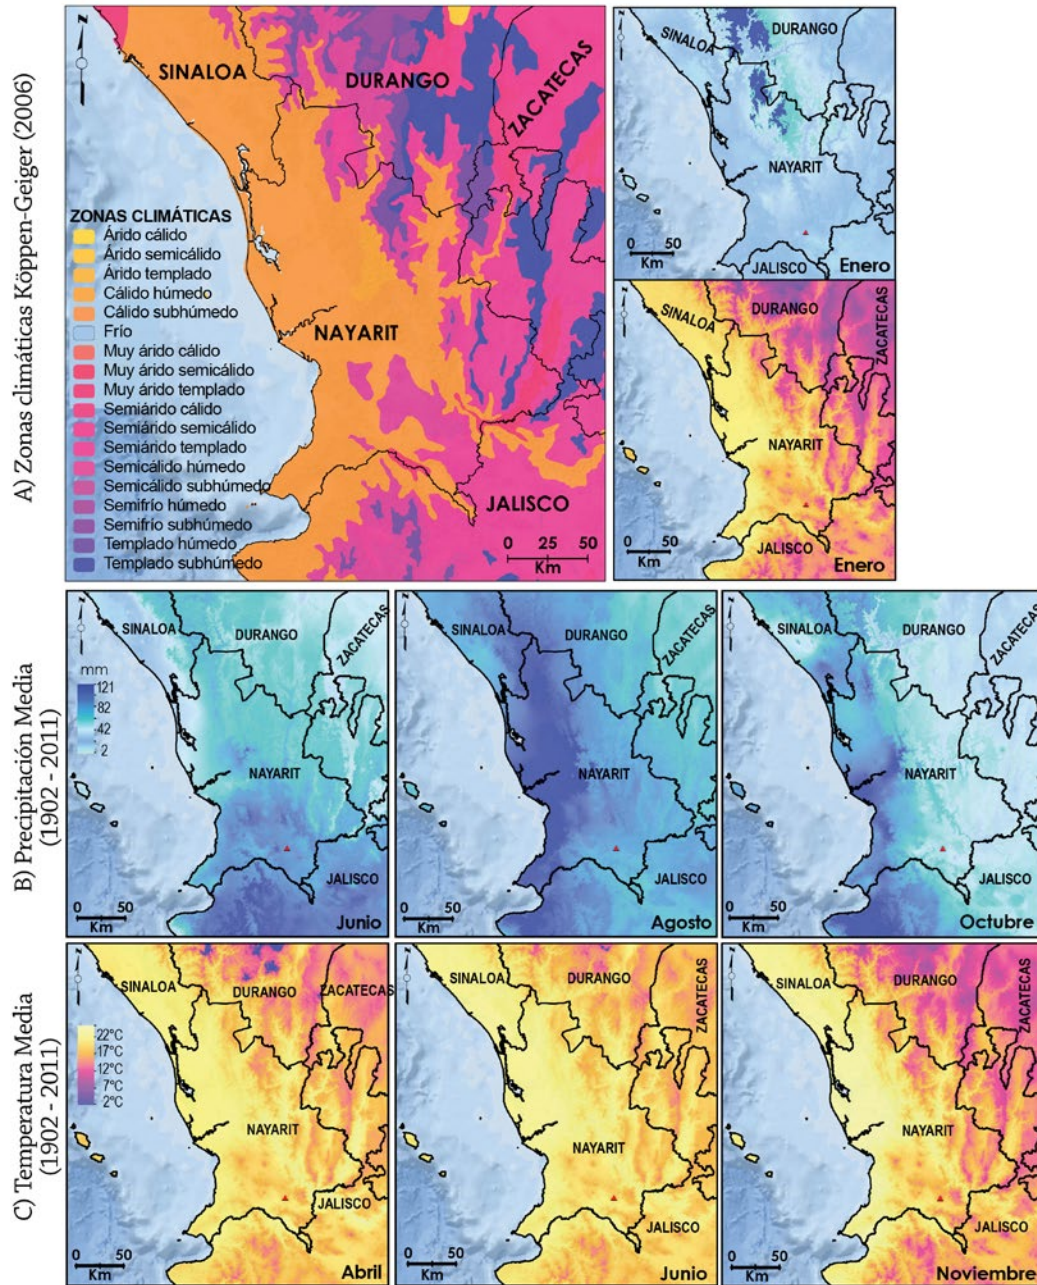 A) Zonas climáticas Köppen-Geiger (2006)
SINALOA
DURANGO
ZACATECAS
NAYARIT
JALISCO
ZONAS CLIMÁTICAS
Árido cálido
Árido semicálido
Árido templado
Cálido húmedo
Cálido subhúmedo
Frío
Muy árido cálido
Muy árido semicálido
Muy árido templado
Semiárido cálido
Semiárido semicálido
Semiárido templado
Semicálido húmedo
Semicálido subhúmedo
Semifrío húmedo
Semifrío subhúmedo
Templado húmedo
Templado subhúmedo
0 25 50
Km
SINALOA
DURANGO
NAYARIT
JALISCO
0 50
Km
Enero
SINALOA
DURANGO
ZACATECAS
NAYARIT
JALISCO
0 50
Km
Enero
B) Precipitación Media
(1902 - 2011)
SINALOA
DURANGO
ZACATECAS
mm
121
82
42
2
NAYARIT
JALISCO
0 50
Km
Junio
SINALOA
DURANGO
ZACATECAS
NAYARIT
JALISCO
0 50
Km
Agosto
SINALOA
DURANGO
ZACATECAS
NAYARIT
JALISCO
0 50
Km
Octubre
C) Temperatura Media
(1902 - 2011)
SINALOA
DURANGO
ZACATECAS
22°C
17°C
12°C
7°C
2°C
NAYARIT
JALISCO
0 50
Km
Abril
SINALOA
DURANGO
ZACATECAS
NAYARIT
JALISCO
0 50
Km
Junio
SINALOA
DURANGO
ZACATECAS
NAYARIT
JALISCO
0 50
Km
Noviembre